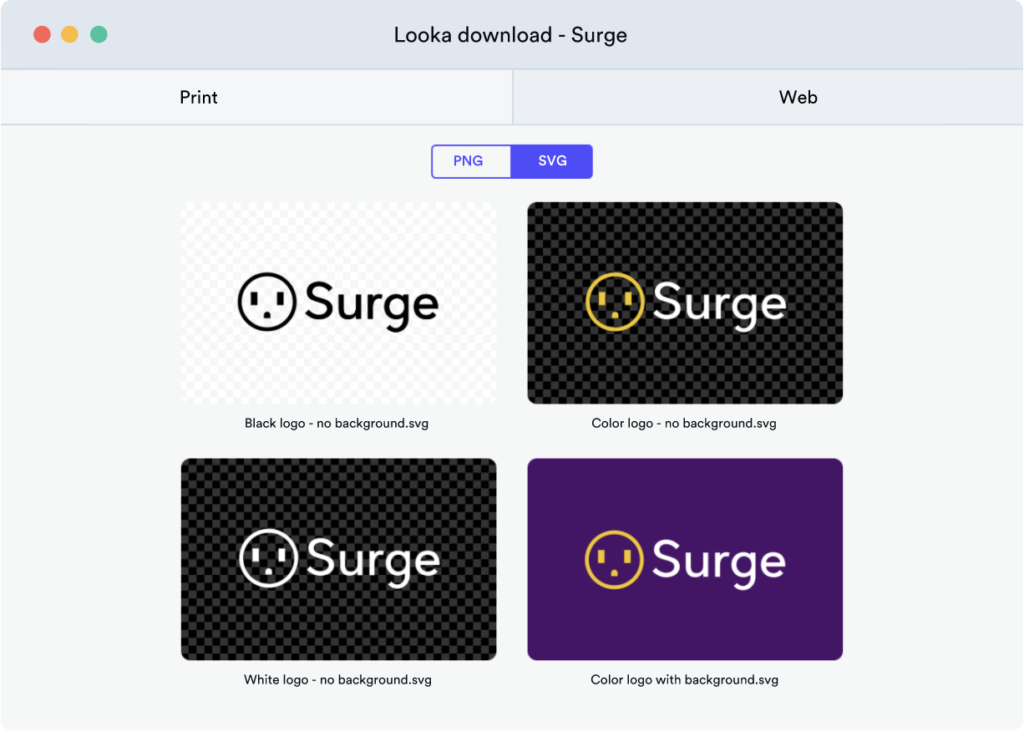 Looka download - Surge
Print
Web
PNG
SVG
Surge
Surge
Black logo - no background.svg
Color logo - no background.svg
Surge
Surge
White logo - no background.svg
Color logo with background.svg